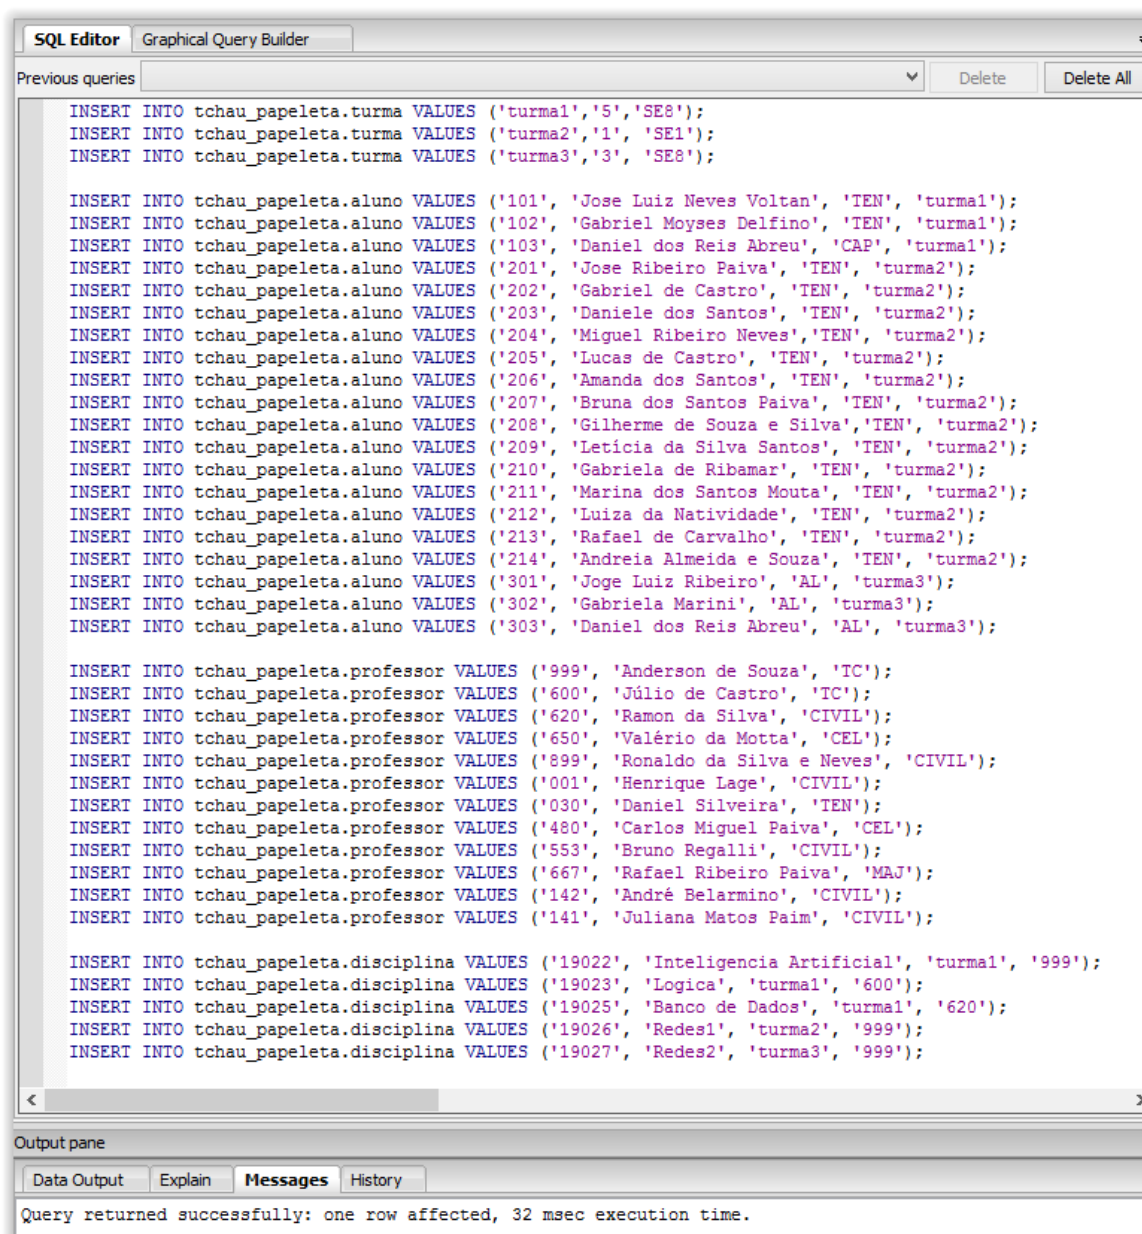 SQL Editor Graphical Query Builder
Previous queries Delete Delete All
INSERT INTO tchau_papeleta.turma VALUES ('turma1','5','SE8');
INSERT INTO tchau_papeleta.turma VALUES ('turma2','1', 'SE1');
INSERT INTO tchau_papeleta.turma VALUES ('turma3','3', 'SE8');
INSERT INTO tchau_papeleta.aluno VALUES ('101', 'Jose Luiz Neves Voltan', 'TEN', 'turma1');
INSERT INTO tchau_papeleta.aluno VALUES ('102', 'Gabriel Moyses Delfino', 'TEN', 'turma1');
INSERT INTO tchau_papeleta.aluno VALUES ('103', 'Daniel dos Reis Abreu', 'CAP', 'turma1');
INSERT INTO tchau_papeleta.aluno VALUES ('201', 'Jose Ribeiro Paiva', 'TEN', 'turma2');
INSERT INTO tchau_papeleta.aluno VALUES ('202', 'Gabriel de Castro', 'TEN', 'turma2');
INSERT INTO tchau_papeleta.aluno VALUES ('203', 'Daniele dos Santos', 'TEN', 'turma2');
INSERT INTO tchau_papeleta.aluno VALUES ('204', 'Miguel Ribeiro Neves','TEN', 'turma2');
INSERT INTO tchau_papeleta.aluno VALUES ('205', 'Lucas de Castro', 'TEN', 'turma2');
INSERT INTO tchau_papeleta.aluno VALUES ('206', 'Amanda dos Santos', 'TEN', 'turma2');
INSERT INTO tchau_papeleta.aluno VALUES ('207', 'Bruna dos Santos Paiva', 'TEN', 'turma2');
INSERT INTO tchau_papeleta.aluno VALUES ('208', 'Gilherme de Souza e Silva','TEN', 'turma2');
INSERT INTO tchau_papeleta.aluno VALUES ('209', 'Letícia da Silva Santos', 'TEN', 'turma2');
INSERT INTO tchau_papeleta.aluno VALUES ('210', 'Gabriela de Ribamar', 'TEN', 'turma2');
INSERT INTO tchau_papeleta.aluno VALUES ('211', 'Marina dos Santos Mouta', 'TEN', 'turma2');
INSERT INTO tchau_papeleta.aluno VALUES ('212', 'Luiza da Natividade', 'TEN', 'turma2');
INSERT INTO tchau_papeleta.aluno VALUES ('213', 'Rafael de Carvalho', 'TEN', 'turma2');
INSERT INTO tchau_papeleta.aluno VALUES ('214', 'Andreia Almeida e Souza', 'TEN', 'turma2');
INSERT INTO tchau_papeleta.aluno VALUES ('301', 'Joge Luiz Ribeiro', 'AL', 'turma3');
INSERT INTO tchau_papeleta.aluno VALUES ('302', 'Gabriela Marini', 'AL', 'turma3');
INSERT INTO tchau_papeleta.aluno VALUES ('303', 'Daniel dos Reis Abreu', 'AL', 'turma3');
INSERT INTO tchau_papeleta.professor VALUES ('999', 'Anderson de Souza', 'TC');
INSERT INTO tchau_papeleta.professor VALUES ('600', 'Júlio de Castro', 'TC');
INSERT INTO tchau_papeleta.professor VALUES ('620', 'Ramon da Silva', 'CIVIL');
INSERT INTO tchau_papeleta.professor VALUES ('650', 'Valério da Motta', 'CEL');
INSERT INTO tchau_papeleta.professor VALUES ('899', 'Ronaldo da Silva e Neves', 'CIVIL');
INSERT INTO tchau_papeleta.professor VALUES ('001', 'Henrique Lage', 'CIVIL');
INSERT INTO tchau_papeleta.professor VALUES ('030', 'Daniel Silveira', 'TEN');
INSERT INTO tchau_papeleta.professor VALUES ('480', 'Carlos Miguel Paiva', 'CEL');
INSERT INTO tchau_papeleta.professor VALUES ('553', 'Bruno Regalli', 'CIVIL');
INSERT INTO tchau_papeleta.professor VALUES ('667', 'Rafael Ribeiro Paiva', 'MAJ');
INSERT INTO tchau_papeleta.professor VALUES ('142', 'André Belarmino', 'CIVIL');
INSERT INTO tchau_papeleta.professor VALUES ('141', 'Juliana Matos Paim', 'CIVIL');
INSERT INTO tchau_papeleta.disciplina VALUES ('19022', 'Inteligencia Artificial', 'turma1', '999');
INSERT INTO tchau_papeleta.disciplina VALUES ('19023', 'Logica', 'turma1', '600');
INSERT INTO tchau_papeleta.disciplina VALUES ('19025', 'Banco de Dados', 'turma1', '620');
INSERT INTO tchau_papeleta.disciplina VALUES ('19026', 'Redes1', 'turma2', '999');
INSERT INTO tchau_papeleta.disciplina VALUES ('19027', 'Redes2', 'turma3', '999');
Output pane
Data Output Explain Messages History
Query returned successfully: one row affected, 32 msec execution time.